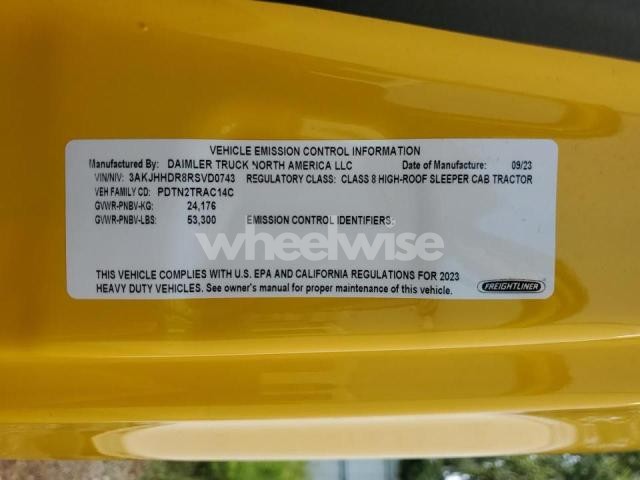 VEHICLE EMISSION CONTROL INFORMATION
Manufactured By: DAIMLER TRUCK NORTH AMERICA LLC Date of Manufacture: 09/23
VIN/NIV: 3AKJHHDR8RSVD0743 REGULATORY CLASS: CLASS 8 HIGH-ROOF SLEEPER CAB TRACTOR
VEH FAMILY CD: PDTN2TRAC14C
GVWR-PNBV-KG: 24,176
GVWR-PNBV-LBS: 53,300 EMISSION CONTROL IDENTIFIERS:
wheelwise
THIS VEHICLE COMPLIES WITH U.S. EPA AND CALIFORNIA REGULATIONS FOR 2023
HEAVY DUTY VEHICLES. See owner's manual for proper maintenance of this vehicle.
FREIGHTLINER